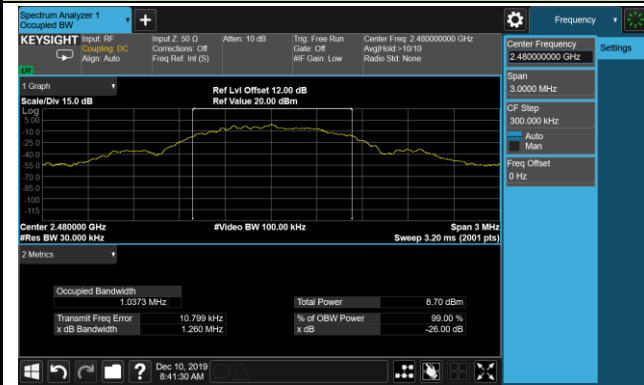 Spectrum Analyzer 1
Occupied BW
Frequency
KEYSIGHT
Input: RF
Coupling: DC
Align: Auto
Input Z: 50 Ω
Corrections: Off
Freq Ref: Int (S)
Atten: 10 dB
Trig: Free Run
Gate: Off
#IF Gain: Low
Center Freq: 2.480000000 GHz
Avg|Hold:>10/10
Radio Std: None
Center Frequency
2.480000000 GHz
Settings
Span
3.0000 MHz
CF Step
300.000 kHz
Auto
Man
Freq Offset
0 Hz
1 Graph
Scale/Div 15.0 dB
Ref Lvl Offset 12.00 dB
Ref Value 20.00 dBm
Log
5.00
-10.0
-25.0
-40.0
-55.0
-70.0
-85.0
-100
-115
Center 2.480000 GHz
#Res BW 30.000 kHz
#Video BW 100.00 kHz
Span 3 MHz
Sweep 3.20 ms (2001 pts)
2 Metrics
Occupied Bandwidth
1.0373 MHz
Total Power 8.70 dBm
Transmit Freq Error 10.799 kHz
% of OBW Power 99.00 %
x dB Bandwidth 1.260 MHz
x dB -26.00 dB
Dec 10, 2019
8:41:30 AM